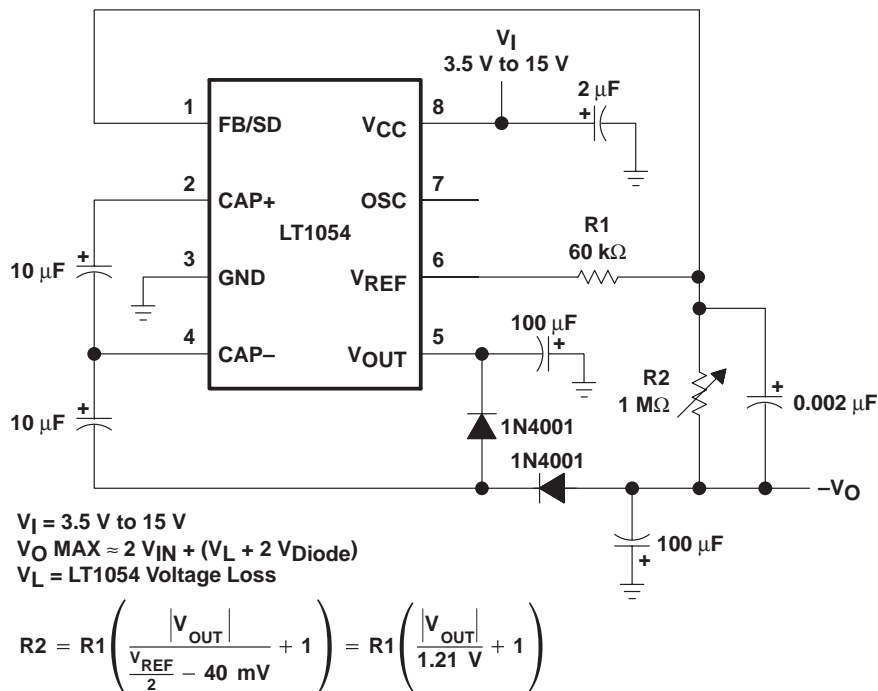 V_I
3.5 V to 15 V
2 µF
+
1
FB/SD
V_CC
8
2
CAP+
OSC
7
LT1054
R1
60 kΩ
+
10 µF
3
GND
V_REF
6
100 µF
+
4
CAP–
V_OUT
5
R2
1 MΩ
+
0.002 µF
+
10 µF
1N4001
1N4001
–V_O
+
100 µF
V_I = 3.5 V to 15 V
V_O MAX ≈ 2 V_IN + (V_L + 2 V_Diode)
V_L = LT1054 Voltage Loss
R2 = R1 ( |V_OUT| / (V_REF / 2 – 40 mV) + 1 ) = R1 ( |V_OUT| / 1.21 V + 1 )